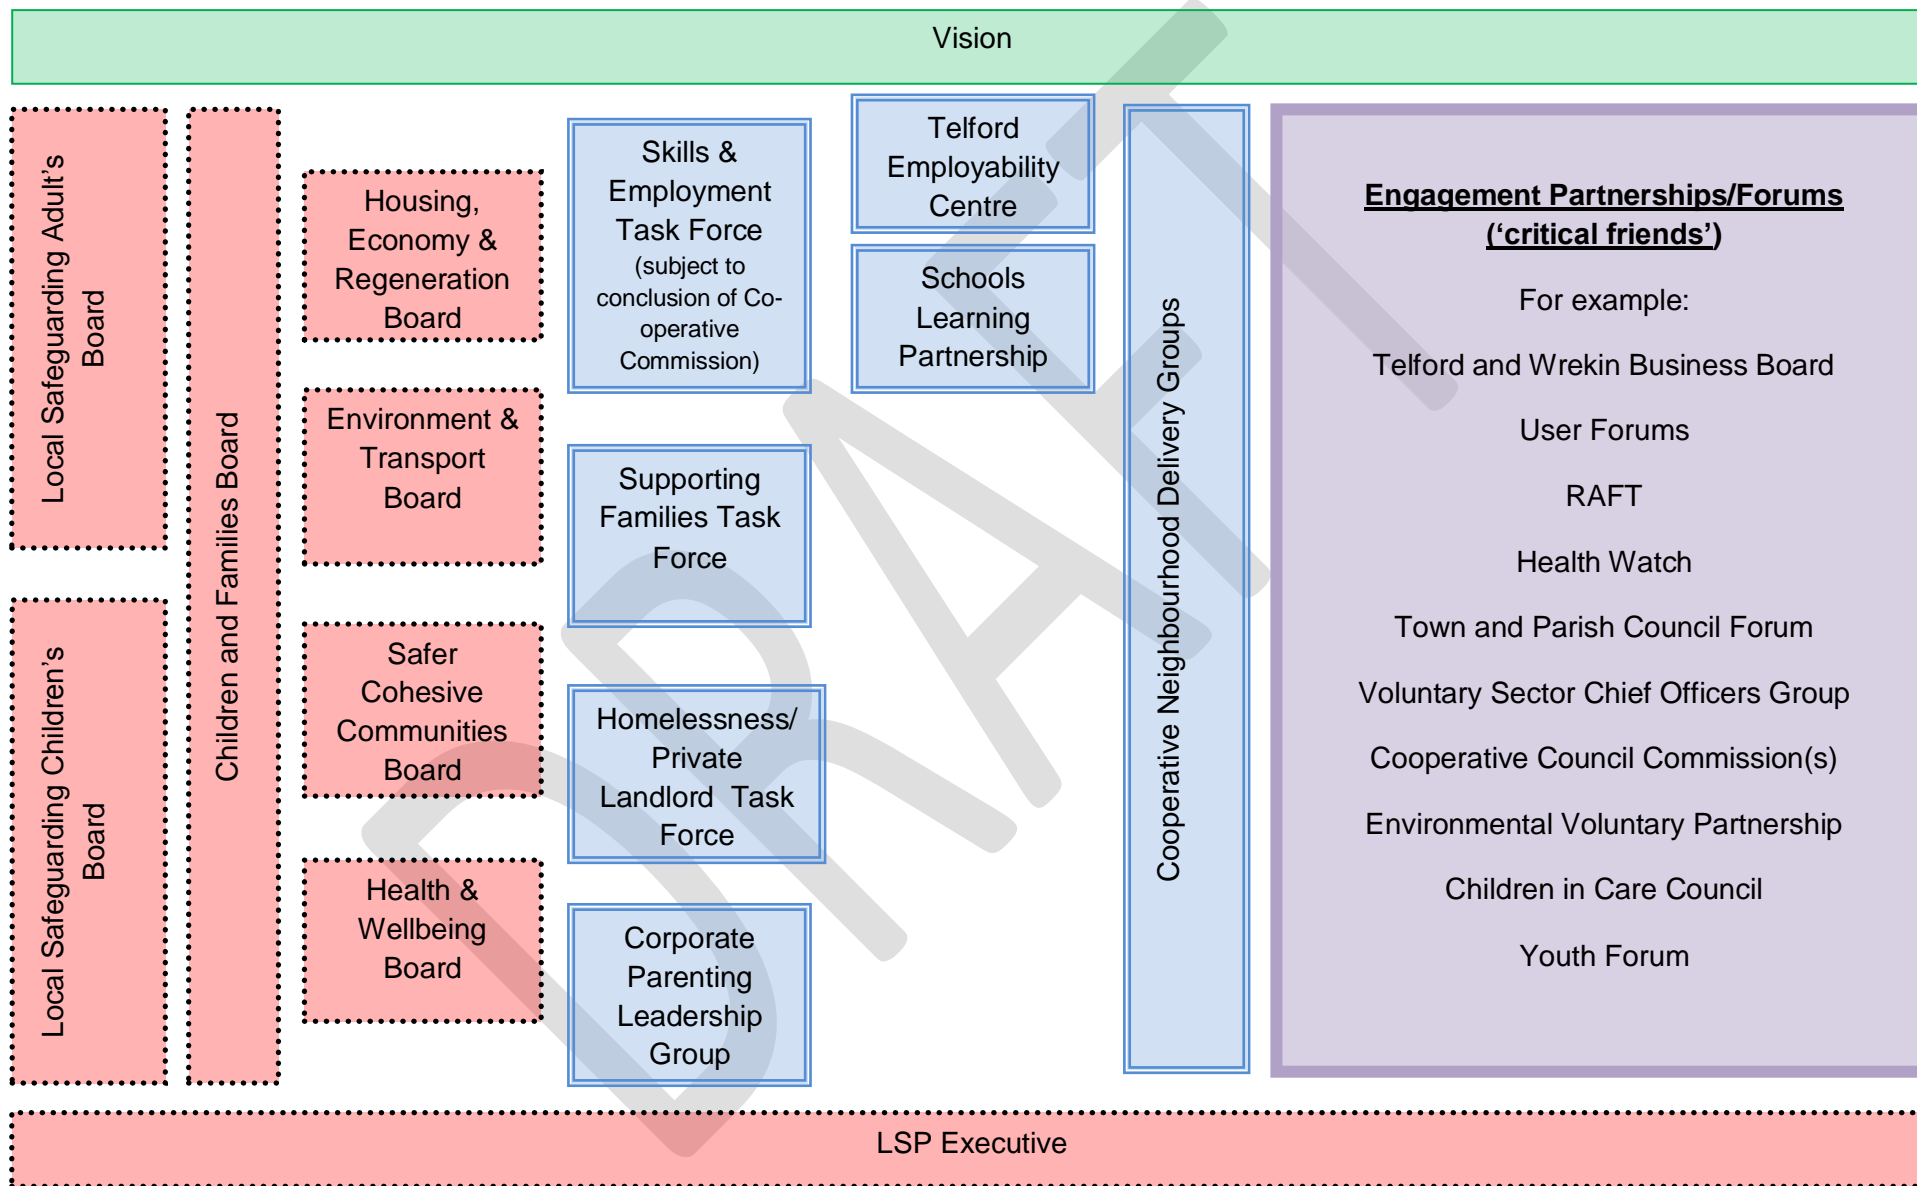 Vision
Local Safeguarding Adult’s
Board
Local Safeguarding Children’s
Board
Children and Families Board
Housing,
Economy &
Regeneration
Board
Environment &
Transport
Board
Safer
Cohesive
Communities
Board
Health &
Wellbeing
Board
Skills &
Employment
Task Force
(subject to
conclusion of Co-
operative
Commission)
Supporting
Families Task
Force
Homelessness/
Private
Landlord Task
Force
Corporate
Parenting
Leadership
Group
Telford
Employability
Centre
Schools
Learning
Partnership
Cooperative Neighbourhood Delivery Groups
Engagement Partnerships/Forums
(‘critical friends’)
For example:
Telford and Wrekin Business Board
User Forums
RAFT
Health Watch
Town and Parish Council Forum
Voluntary Sector Chief Officers Group
Cooperative Council Commission(s)
Environmental Voluntary Partnership
Children in Care Council
Youth Forum
LSP Executive
DRAFT